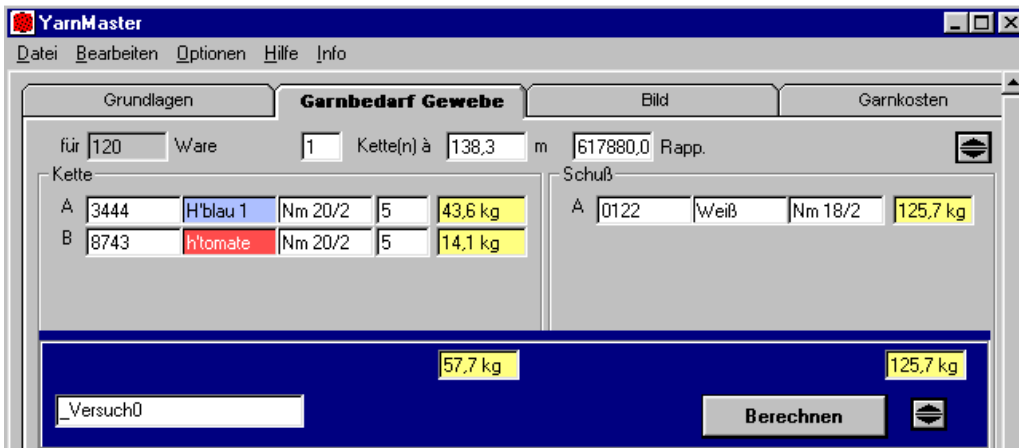 YarnMaster
Datei Bearbeiten Optionen Hilfe Info
Grundlagen Garnbedarf Gewebe Bild Garnkosten
für 120 Ware 1 Kette(n) à 138,3 m 617880,0 Rapp.
Kette Schuß
A 3444 H'blau 1 Nm 20/2 5 43,6 kg A 0122 Weiß Nm 18/2 125,7 kg
B 8743 h'tomate Nm 20/2 5 14,1 kg
57,7 kg 125,7 kg
_Versuch0 Berechnen